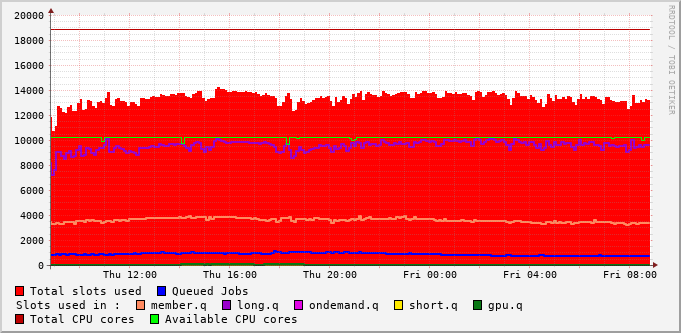 RRDTOOL / TOBI OETIKER
20000
18000
16000
14000
12000
10000
8000
6000
4000
2000
0
Thu 12:00 Thu 16:00 Thu 20:00 Fri 00:00 Fri 04:00 Fri 08:00
Total slots used Queued Jobs
Slots used in : member.q long.q ondemand.q short.q gpu.q
Total CPU cores Available CPU cores